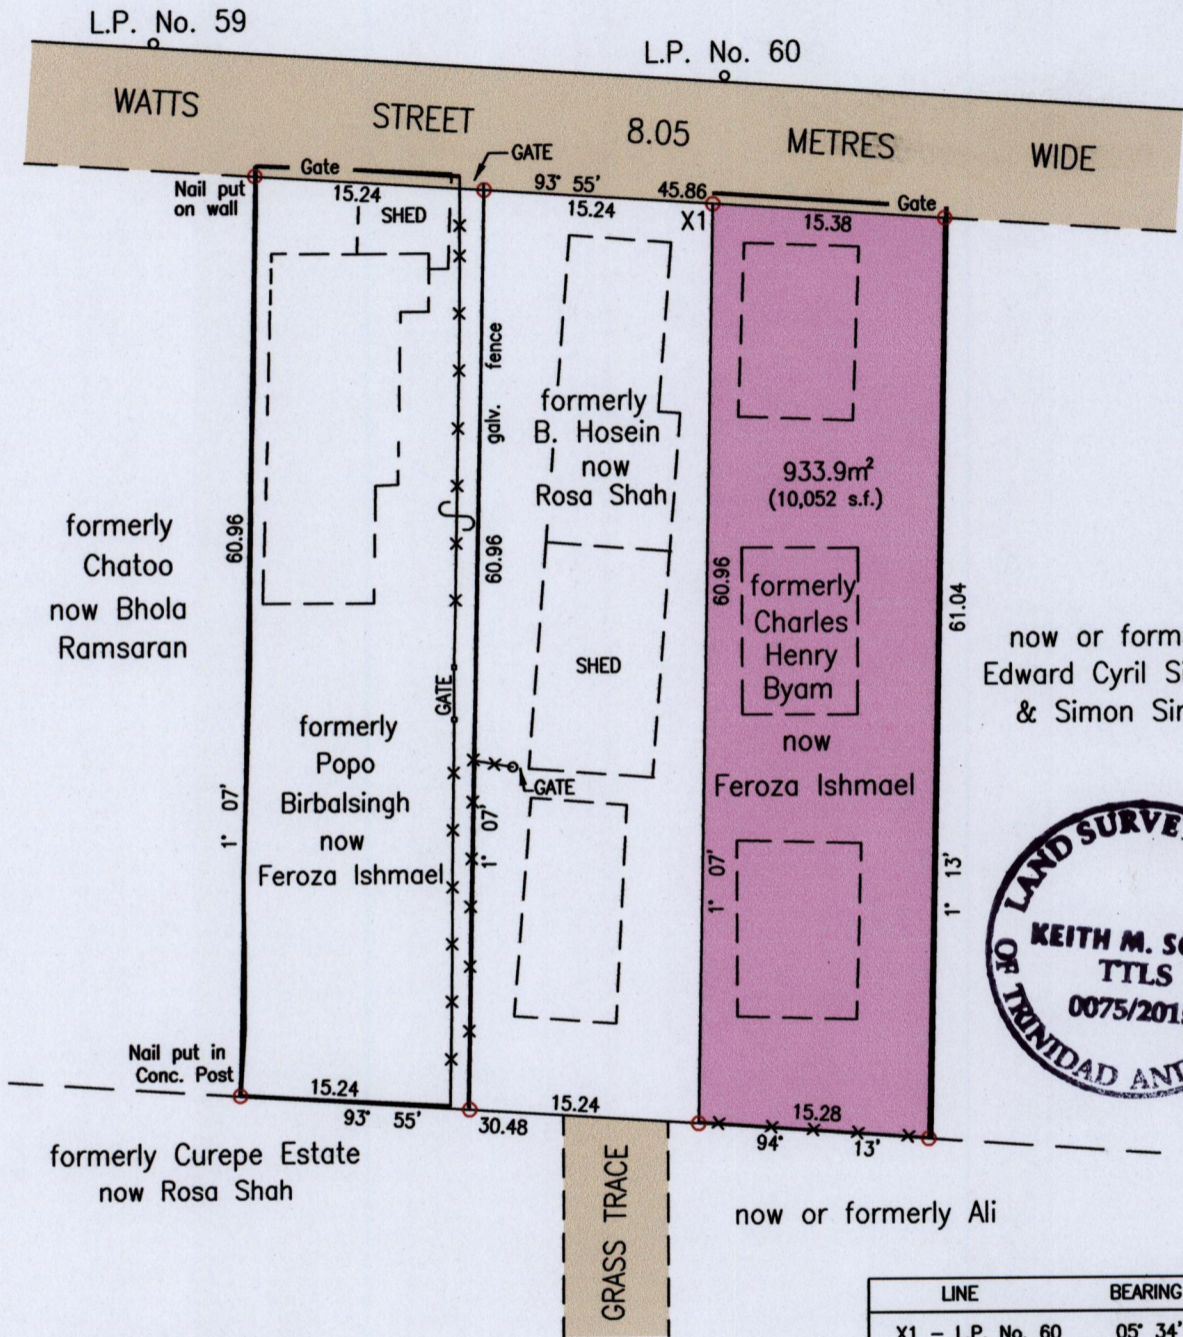 L.P. No. 59
L.P. No. 60
WATTS STREET 8.05 METRES WIDE
GATE
Gate
93° 55'
45.86
Gate
Nail put
on wall
15.24
SHED
15.24
X1
15.38
galv. fence
formerly
B. Hosein
now
Rosa Shah
933.9m²
(10,052 s.f.)
formerly
Chatoo
now Bhola
Ramsaran
60.96
60.96
60.96
61.04
formerly
Charles
Henry
Byam
now
Feroza Ishmael
SHED
now or
Edward Cyril
& Simon
GATE
formerly
Popo
Birbalsingh
now
Feroza Ishmael
GATE
1° 07'
1° 07'
1° 07'
1° 13'
LAND
KEITH M.
TTLS
OF TRINIDAD
Nail put in
Conc. Post
15.24
93° 55'
30.48
15.24
15.28
94° 13'
formerly Curepe Estate
now Rosa Shah
GRASS TRACE
now or formerly Ali
LINE BEARING
X1 - L.P. No. 60 05° 34'